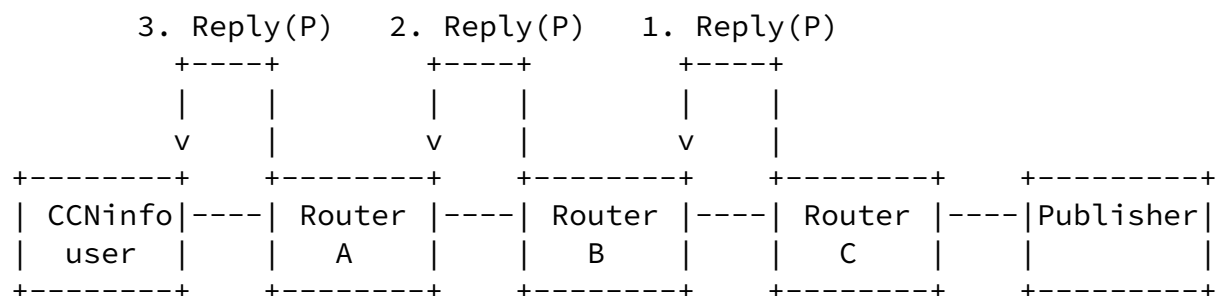 3. Reply(P) 2. Reply(P) 1. Reply(P)
+----+ +----+ +----+
| | | | | |
v | v | v |
+--------+ +--------+ +--------+ +--------+ +---------+
| CCNinfo|----| Router |----| Router |----| Router |----|Publisher|
| user | | A | | B | | C | | |
+--------+ +--------+ +--------+ +--------+ +---------+